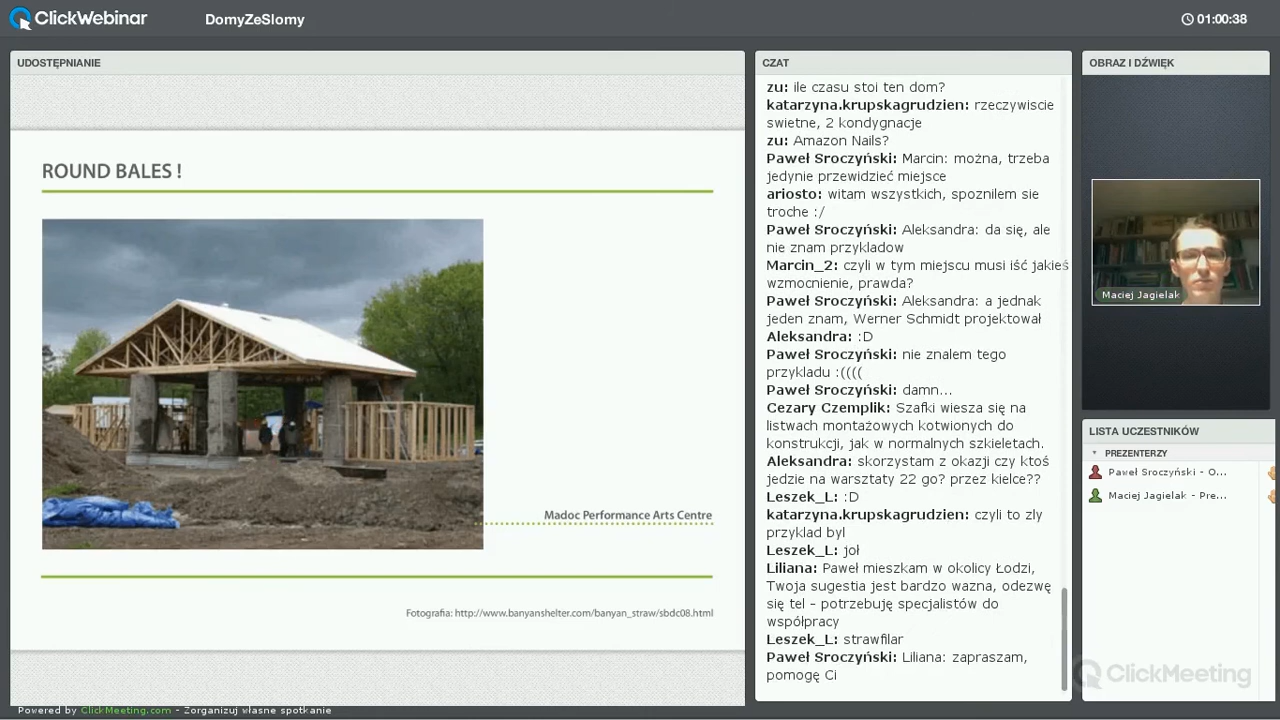 ClickWebinar
DomyZeSlomy
01:00:38
UDOSTĘPNIANIE
ROUND BALES !
Madoc Performance Arts Centre
Fotografia: http://www.banyanshelter.com/banyan_straw/sbdc08.html
CZAT
zu: ile czasu stoi ten dom?
katarzyna.krupskagrudzien: rzeczywiscie
swietne, 2 kondygnacje
zu: Amazon Nails?
Paweł Sroczyński: Marcin: można, trzeba
jedynie przewidzieć miejsce
ariosto: witam wszystkich, spoznilem sie
troche :/
Paweł Sroczyński: Aleksandra: da się, ale
nie znam przykladow
Marcin_2: czyli w tym miejscu musi iść jakieś
wzmocnienie, prawda?
Paweł Sroczyński: Aleksandra: a jednak
jeden znam, Werner Schmidt projektował
Aleksandra: :D
Paweł Sroczyński: nie znalem tego
przykladu :((((
Paweł Sroczyński: damn...
Cezary Czemplik: Szafki wiesza się na
listwach montażowych kotwionych do
konstrukcji, jak w normalnych szkieletach.
Aleksandra: skorzystam z okazji czy ktoś
jedzie na warsztaty 22 go? przez kielce??
Leszek_L: :D
katarzyna.krupskagrudzien: czyli to zly
przyklad byl
Leszek_L: joł
Liliana: Paweł mieszkam w okolicy Łodzi,
Twoja sugestia jest bardzo wazna, odezwę
się tel - potrzebuję specjalistów do
współpracy
Leszek_L: strawfilar
Paweł Sroczyński: Liliana: zapraszam,
pomogę Ci
OBRAZ I DŹWIĘK
Maciej Jagielak
LISTA UCZESTNIKÓW
PREZENTERZY
Paweł Sroczyński - O...
Maciej Jagielak - Pre...
ClickMeeting
Powered by ClickMeeting.com - Zorganizuj własne spotkanie